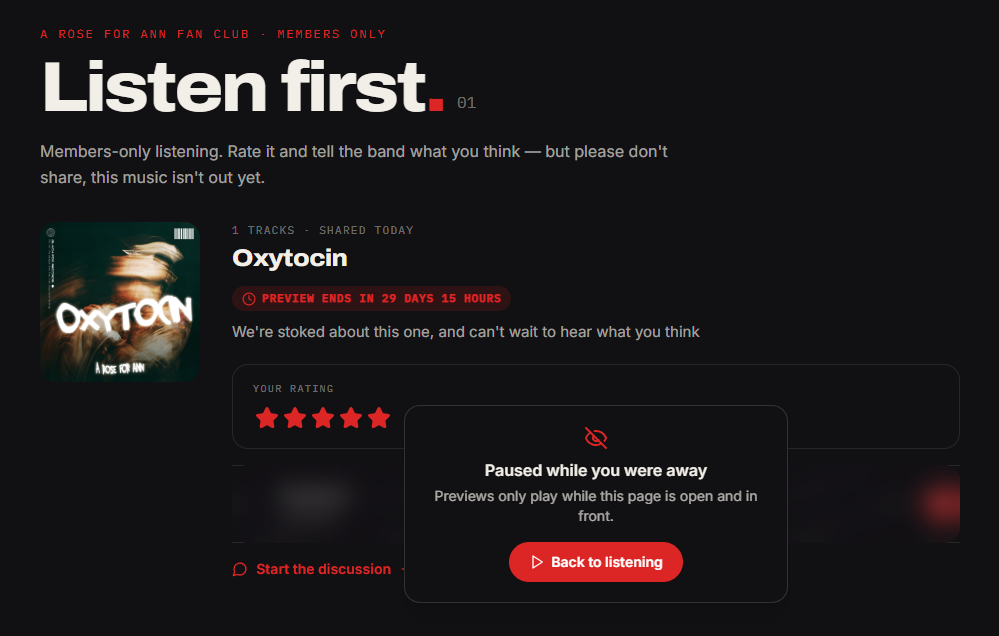 A ROSE FOR ANN FAN CLUB · MEMBERS ONLY
Listen first. 01
Members-only listening. Rate it and tell the band what you think — but please don't
share, this music isn't out yet.
1 TRACKS · SHARED TODAY
Oxytocin
PREVIEW ENDS IN 29 DAYS 15 HOURS
We're stoked about this one, and can't wait to hear what you think
OXYTOCIN
A ROSE FOR ANN
YOUR RATING
Paused while you were away
Previews only play while this page is open and in
front.
Back to listening
Start the discussion